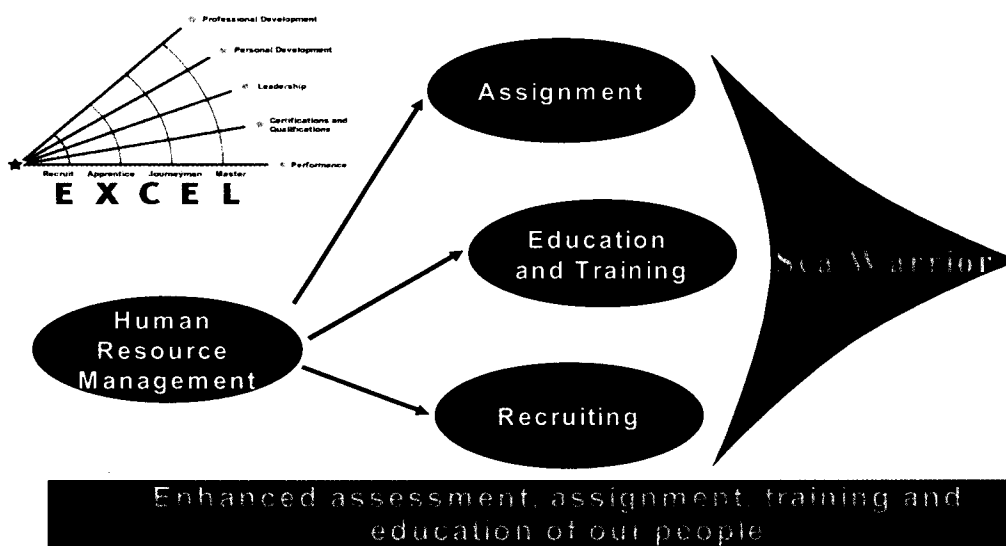 Professional Development
Personal Development
Leadership
Certifications and
Qualifications
Performance
Recruit Apprentice Journeyman Master
E X C E L
Assignment
Education
and Training
Human
Resource
Management
Recruiting
Sea Warrior
Enhanced assessment, assignment, training and
education of our people